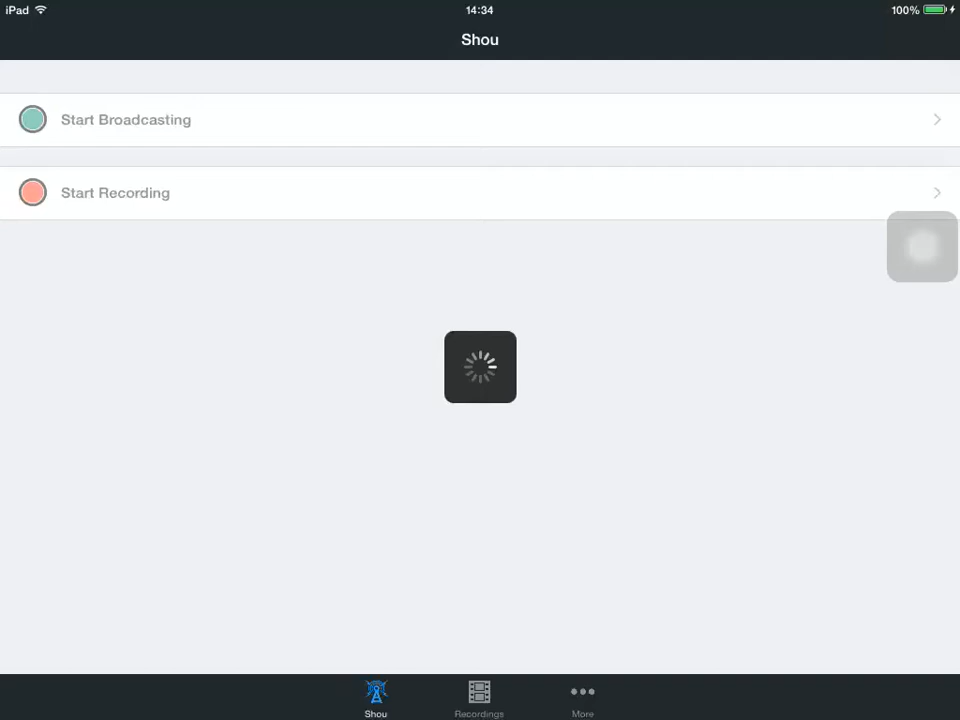 iPad
14:34
100%
Shou
Start Broadcasting
Start Recording
Shou
Recordings
More